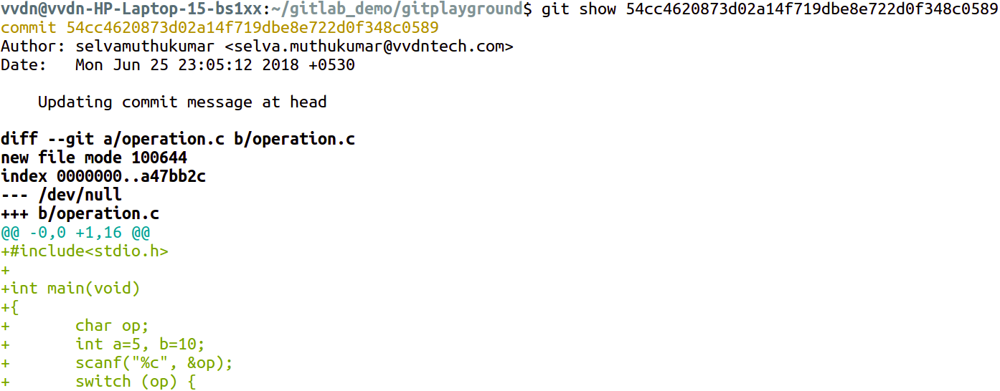 vvdn@vvdn-HP-Laptop-15-bs1xx:~/gitlab_demo/gitplayground$ git show 54cc4620873d02a14f719dbe8e722d0f348c0589
commit 54cc4620873d02a14f719dbe8e722d0f348c0589
Author: selvamuthukumar <selva.muthukumar@vvdntech.com>
Date:   Mon Jun 25 23:05:12 2018 +0530
    Updating commit message at head
diff --git a/operation.c b/operation.c
new file mode 100644
index 0000000..a47bb2c
--- /dev/null
+++ b/operation.c
@@ -0,0 +1,16 @@
+#include<stdio.h>
+
+int main(void)
+{
+       char op;
+       int a=5, b=10;
+       scanf("%c", &op);
+       switch (op) {